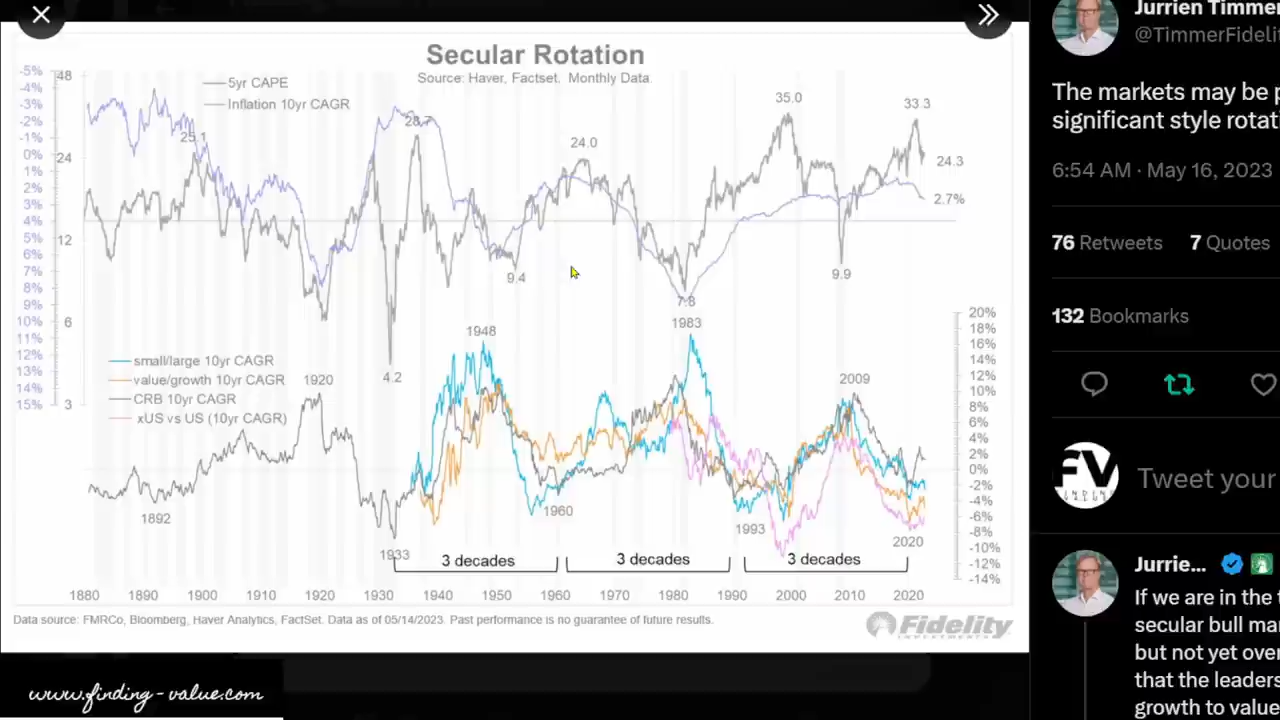 Secular Rotation
Source: Haver, Factset. Monthly Data.
5yr CAPE
Inflation 10yr CAGR
-5%
-4%
-3%
-2%
-1%
0%
1%
2%
3%
4%
5%
6%
7%
8%
9%
10%
11%
12%
13%
14%
15%
48
24
12
6
3
25.1
28.7
24.0
35.0
33.3
24.3
2.7%
9.4
9.9
7.8
4.2
small/large 10yr CAGR
value/growth 10yr CAGR
CRB 10yr CAGR
xUS vs US (10yr CAGR)
1892
1920
1933
1948
1960
1983
1993
2009
2020
20%
18%
16%
14%
12%
10%
8%
6%
4%
2%
0%
-2%
-4%
-6%
-8%
-10%
-12%
-14%
3 decades
3 decades
3 decades
1880 1890 1900 1910 1920 1930 1940 1950 1960 1970 1980 1990 2000 2010 2020
Data source: FMRCo, Bloomberg, Haver Analytics, FactSet. Data as of 05/14/2023. Past performance is no guarantee of future results.
Fidelity
INVESTMENTS
www.finding-value.com
Jurrien Timmer
@TimmerFideli
The markets may be p
significant style rotati
6:54 AM · May 16, 2023
76 Retweets 7 Quotes
132 Bookmarks
FV
Tweet your
Jurrie...
If we are in the t
secular bull mar
but not yet over
that the leaders
growth to value